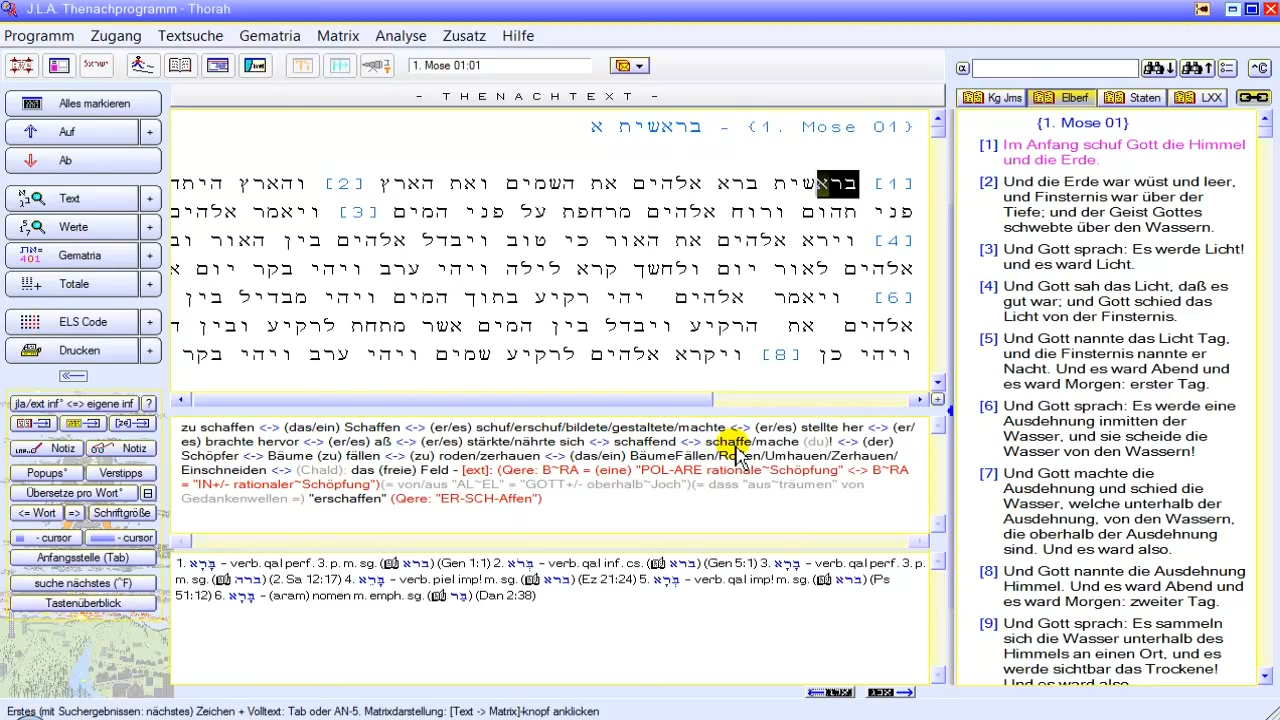 J.L.A. Thenachprogramm - Thorah
Programm Zugang Textsuche Gematria Matrix Analyse Zusatz Hilfe
1. Mose 01:01
- THENACHTEXT -
Kg Jms Elberf Staten LXX
Alles markieren
Auf +
Ab
Text +
Werte +
Gematria +
Totale +
ELS Code +
Drucken +
jla/ext inf° <=> eigene inf ?
Notiz Notiz
Popups° Verstipps
Übersetze pro Wort°
<= Wort => Schriftgröße
- cursor - cursor
Anfangsstelle (Tab)
suche nächstes (^F)
Tastenüberblick
{1. Mose 01} - בראשית א
[1] בראשית ברא אלהים את השמים ואת הארץ [2] והארץ היתה
פני תהום ורוח אלהים מרחפת על פני המים [3] ויאמר אלהים
[4] וירא אלהים את האור כי טוב ויבדל אלהים בין האור וב
אלהים לאור יום ולחשך קרא לילה ויהי ערב ויהי בקר יום א
[6] ויאמר אלהים יהי רקיע בתוך המים ויהי מבדיל בין
אלהים את הרקיע ויבדל בין המים אשר מתחת לרקיע ובין
ויהי כן [8] ויקרא אלהים לרקיע שמים ויהי ערב ויהי בקר
zu schaffen <-> (das/ein) Schaffen <-> (er/es) schuf/erschuf/bildete/gestaltete/machte <-> (er/es) stellte her <-> (er/
es) brachte hervor <-> (er/es) aß <-> (er/es) stärkte/nährte sich <-> schaffend <-> schaffe/mache (du)! <-> (der)
Schöpfer <-> Bäume (zu) fällen <-> (zu) roden/zerhauen <-> (das/ein) BäumeFällen/Roden/Umhauen/Zerhauen/
Einschneiden <-> (Chald): das (freie) Feld - [ext]: (Qere: B~RA = (eine) "POL-ARE rationale~Schöpfung" <-> B~RA
= "IN+/- rationaler~Schöpfung")(= von/aus "AL~EL" = "GOTT+/- oberhalb~Joch")(= dass "aus~träumen" von
Gedankenwellen =) "erschaffen" (Qere: "ER-SCH-Affen")
1. בָּרָא – verb. qal perf. 3. p. m. sg. (ברא) (Gen 1:1) 2. בְּרֹא – verb. qal inf. cs. (ברא) (Gen 5:1) 3. בָּרָא – verb. qal perf. 3. p.
m. sg. (ברה) (2. Sa 12:17) 4. בָּרֵא – verb. piel imp! m. sg. (ברא) (Ez 21:24) 5. בְּרָא – verb. qal imp! m. sg. (ברא) (Ps
51:12) 6. בָּרָא – (aram) nomen m. emph. sg. (בר) (Dan 2:38)
{1. Mose 01}
[1] Im Anfang schuf Gott die Himmel
und die Erde.
[2] Und die Erde war wüst und leer,
und Finsternis war über der
Tiefe; und der Geist Gottes
schwebte über den Wassern.
[3] Und Gott sprach: Es werde Licht!
und es ward Licht.
[4] Und Gott sah das Licht, daß es
gut war; und Gott schied das
Licht von der Finsternis.
[5] Und Gott nannte das Licht Tag,
und die Finsternis nannte er
Nacht. Und es ward Abend und
es ward Morgen: erster Tag.
[6] Und Gott sprach: Es werde eine
Ausdehnung inmitten der
Wasser, und sie scheide die
Wasser von den Wassern!
[7] Und Gott machte die
Ausdehnung und schied die
Wasser, welche unterhalb der
Ausdehnung, von den Wassern,
die oberhalb der Ausdehnung
sind. Und es ward also.
[8] Und Gott nannte die Ausdehnung
Himmel. Und es ward Abend und
es ward Morgen: zweiter Tag.
[9] Und Gott sprach: Es sammeln
sich die Wasser unterhalb des
Himmels an einen Ort, und es
werde sichtbar das Trockene!
Und es ward also.
Erstes (mit Suchergebnissen: nächstes) Zeichen + Volltext: Tab oder AN-5. Matrixdarstellung: [Text -> Matrix]-knopf anklicken